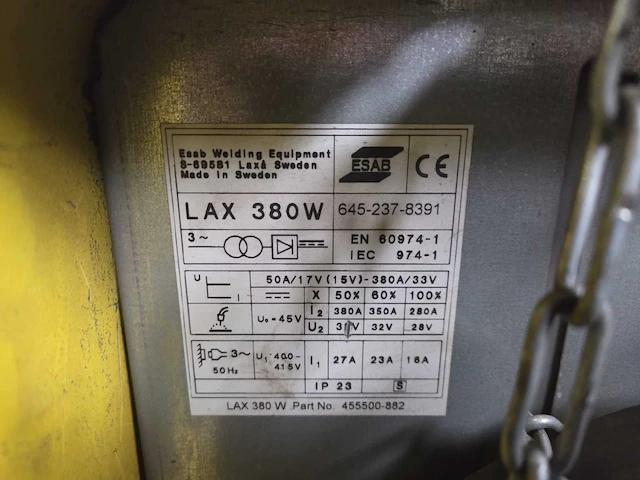 Esab Welding Equipment
S-69581 Laxå Sweden
Made in Sweden
ESAB
CE
LAX 380W 645-237-8391
3~
EN 60974-1
IEC 974-1
U
I
50A/17V(15V)-380A/33V
X 50% 60% 100%
U₀-45V
I₂ 380A 350A 280A
U₂ 32V 28V
3~
50Hz
U₁ 400-
415V
I₁ 27A 23A 16A
IP 23 S
LAX 380 W Part No. 455500-882